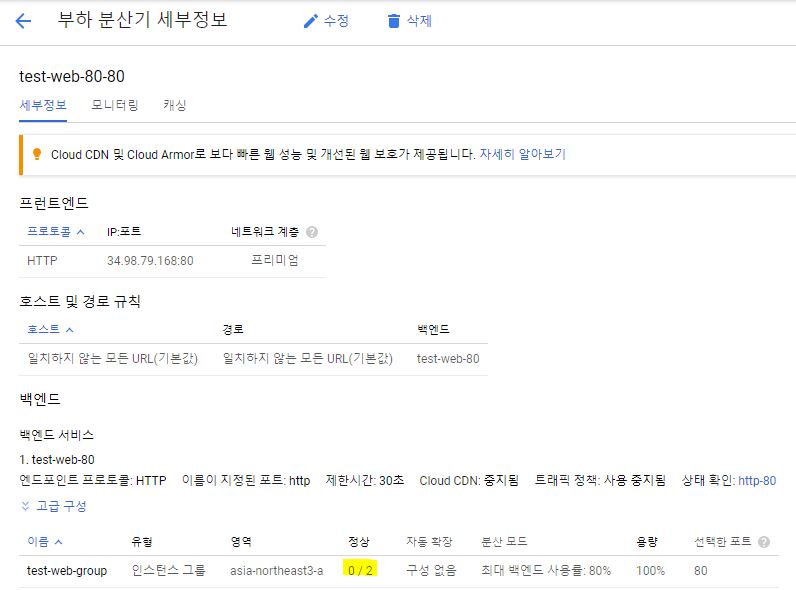 부하 분산기 세부정보 수정 삭제
test-web-80-80
세부정보 모니터링 캐싱
Cloud CDN 및 Cloud Armor로 보다 빠른 웹 성능 및 개선된 웹 보호가 제공됩니다. 자세히 알아보기
프런트엔드
프로토콜 IP:포트 네트워크 계층
HTTP 34.98.79.168:80 프리미엄
호스트 및 경로 규칙
호스트 경로 백엔드
일치하지 않는 모든 URL(기본값) 일치하지 않는 모든 URL(기본값) test-web-80
백엔드
백엔드 서비스
1. test-web-80
엔드포인트 프로토콜: HTTP 이름이 지정된 포트: http 제한시간: 30초 Cloud CDN: 중지됨 트래픽 정책: 사용 중지됨 상태 확인: http-80
고급 구성
이름 유형 영역 정상 자동 확장 분산 모드 용량 선택한 포트
test-web-group 인스턴스 그룹 asia-northeast3-a 0 / 2 구성 없음 최대 백엔드 사용률: 80% 100% 80